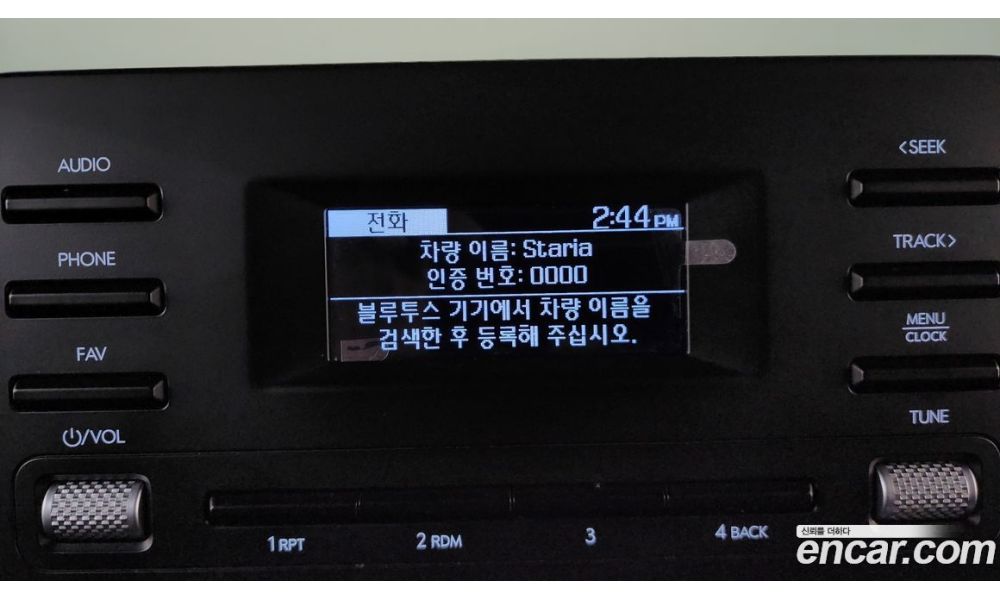 AUDIO
PHONE
FAV
⏻/VOL
전화
2:44 PM
차량 이름: Staria
인증 번호: 0000
블루투스 기기에서 차량 이름을
검색한 후 등록해 주십시오.
<SEEK
TRACK>
MENU
CLOCK
TUNE
1 RPT
2 RDM
3
4 BACK
신뢰를 더하다
encar.com